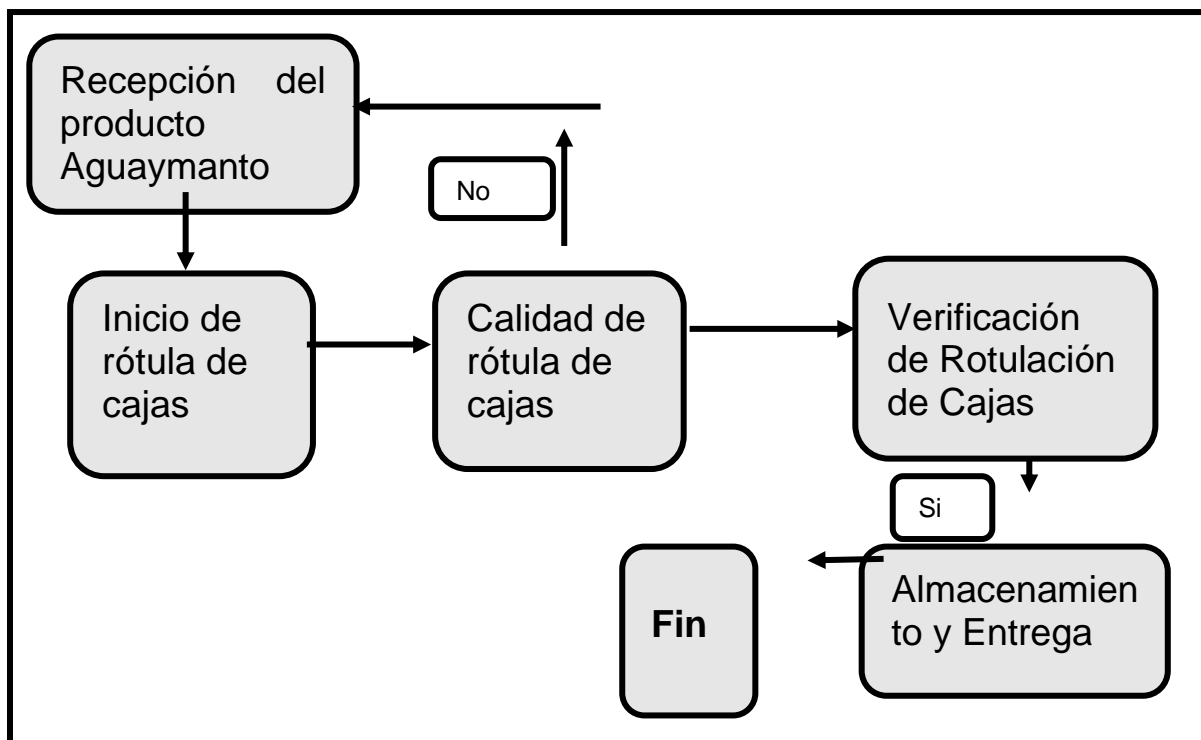 Recepción del
producto
Aguaymanto
No
Inicio de
rótula de
cajas
Calidad de
rótula de
cajas
Verificación
de Rotulación
de Cajas
Si
Almacenamien
to y Entrega
Fin